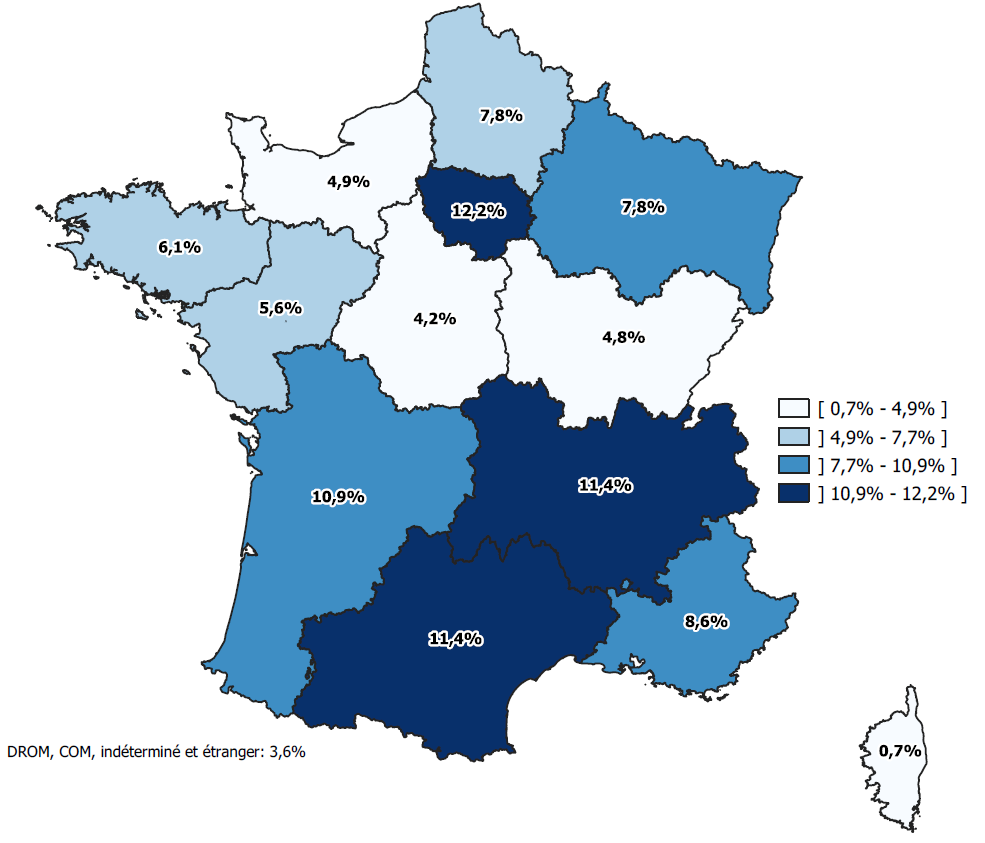 7,8%
4,9%
12,2%
7,8%
6,1%
5,6%
4,2%
4,8%
[ 0,7% - 4,9% ]
] 4,9% - 7,7% ]
] 7,7% - 10,9% ]
] 10,9% - 12,2% ]
10,9%
11,4%
8,6%
11,4%
DROM, COM, indéterminé et étranger: 3,6%
0,7%